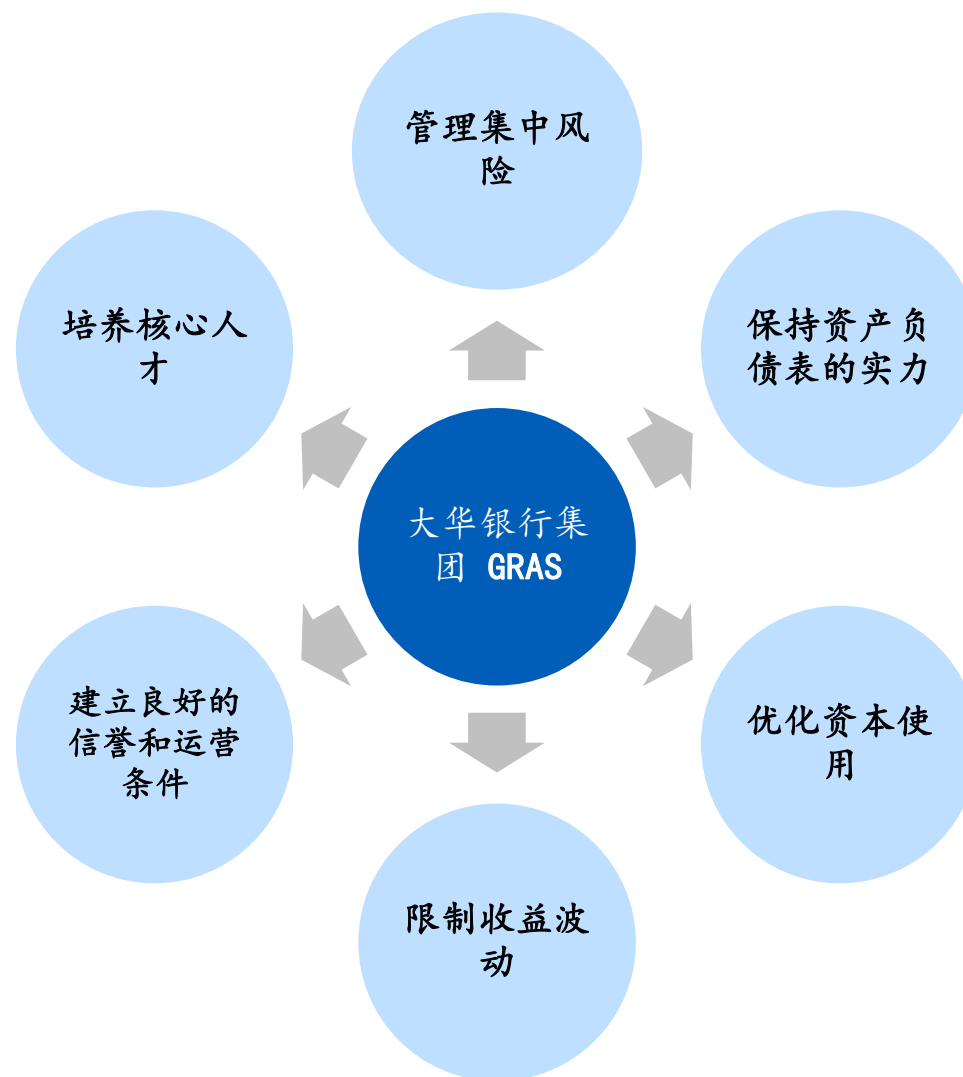 管理集中风
险
培养核心人
才
保持资产负
债表的实力
大华银行集
团 GRAS
建立良好的
信誉和运营
条件
优化资本使
用
限制收益波
动